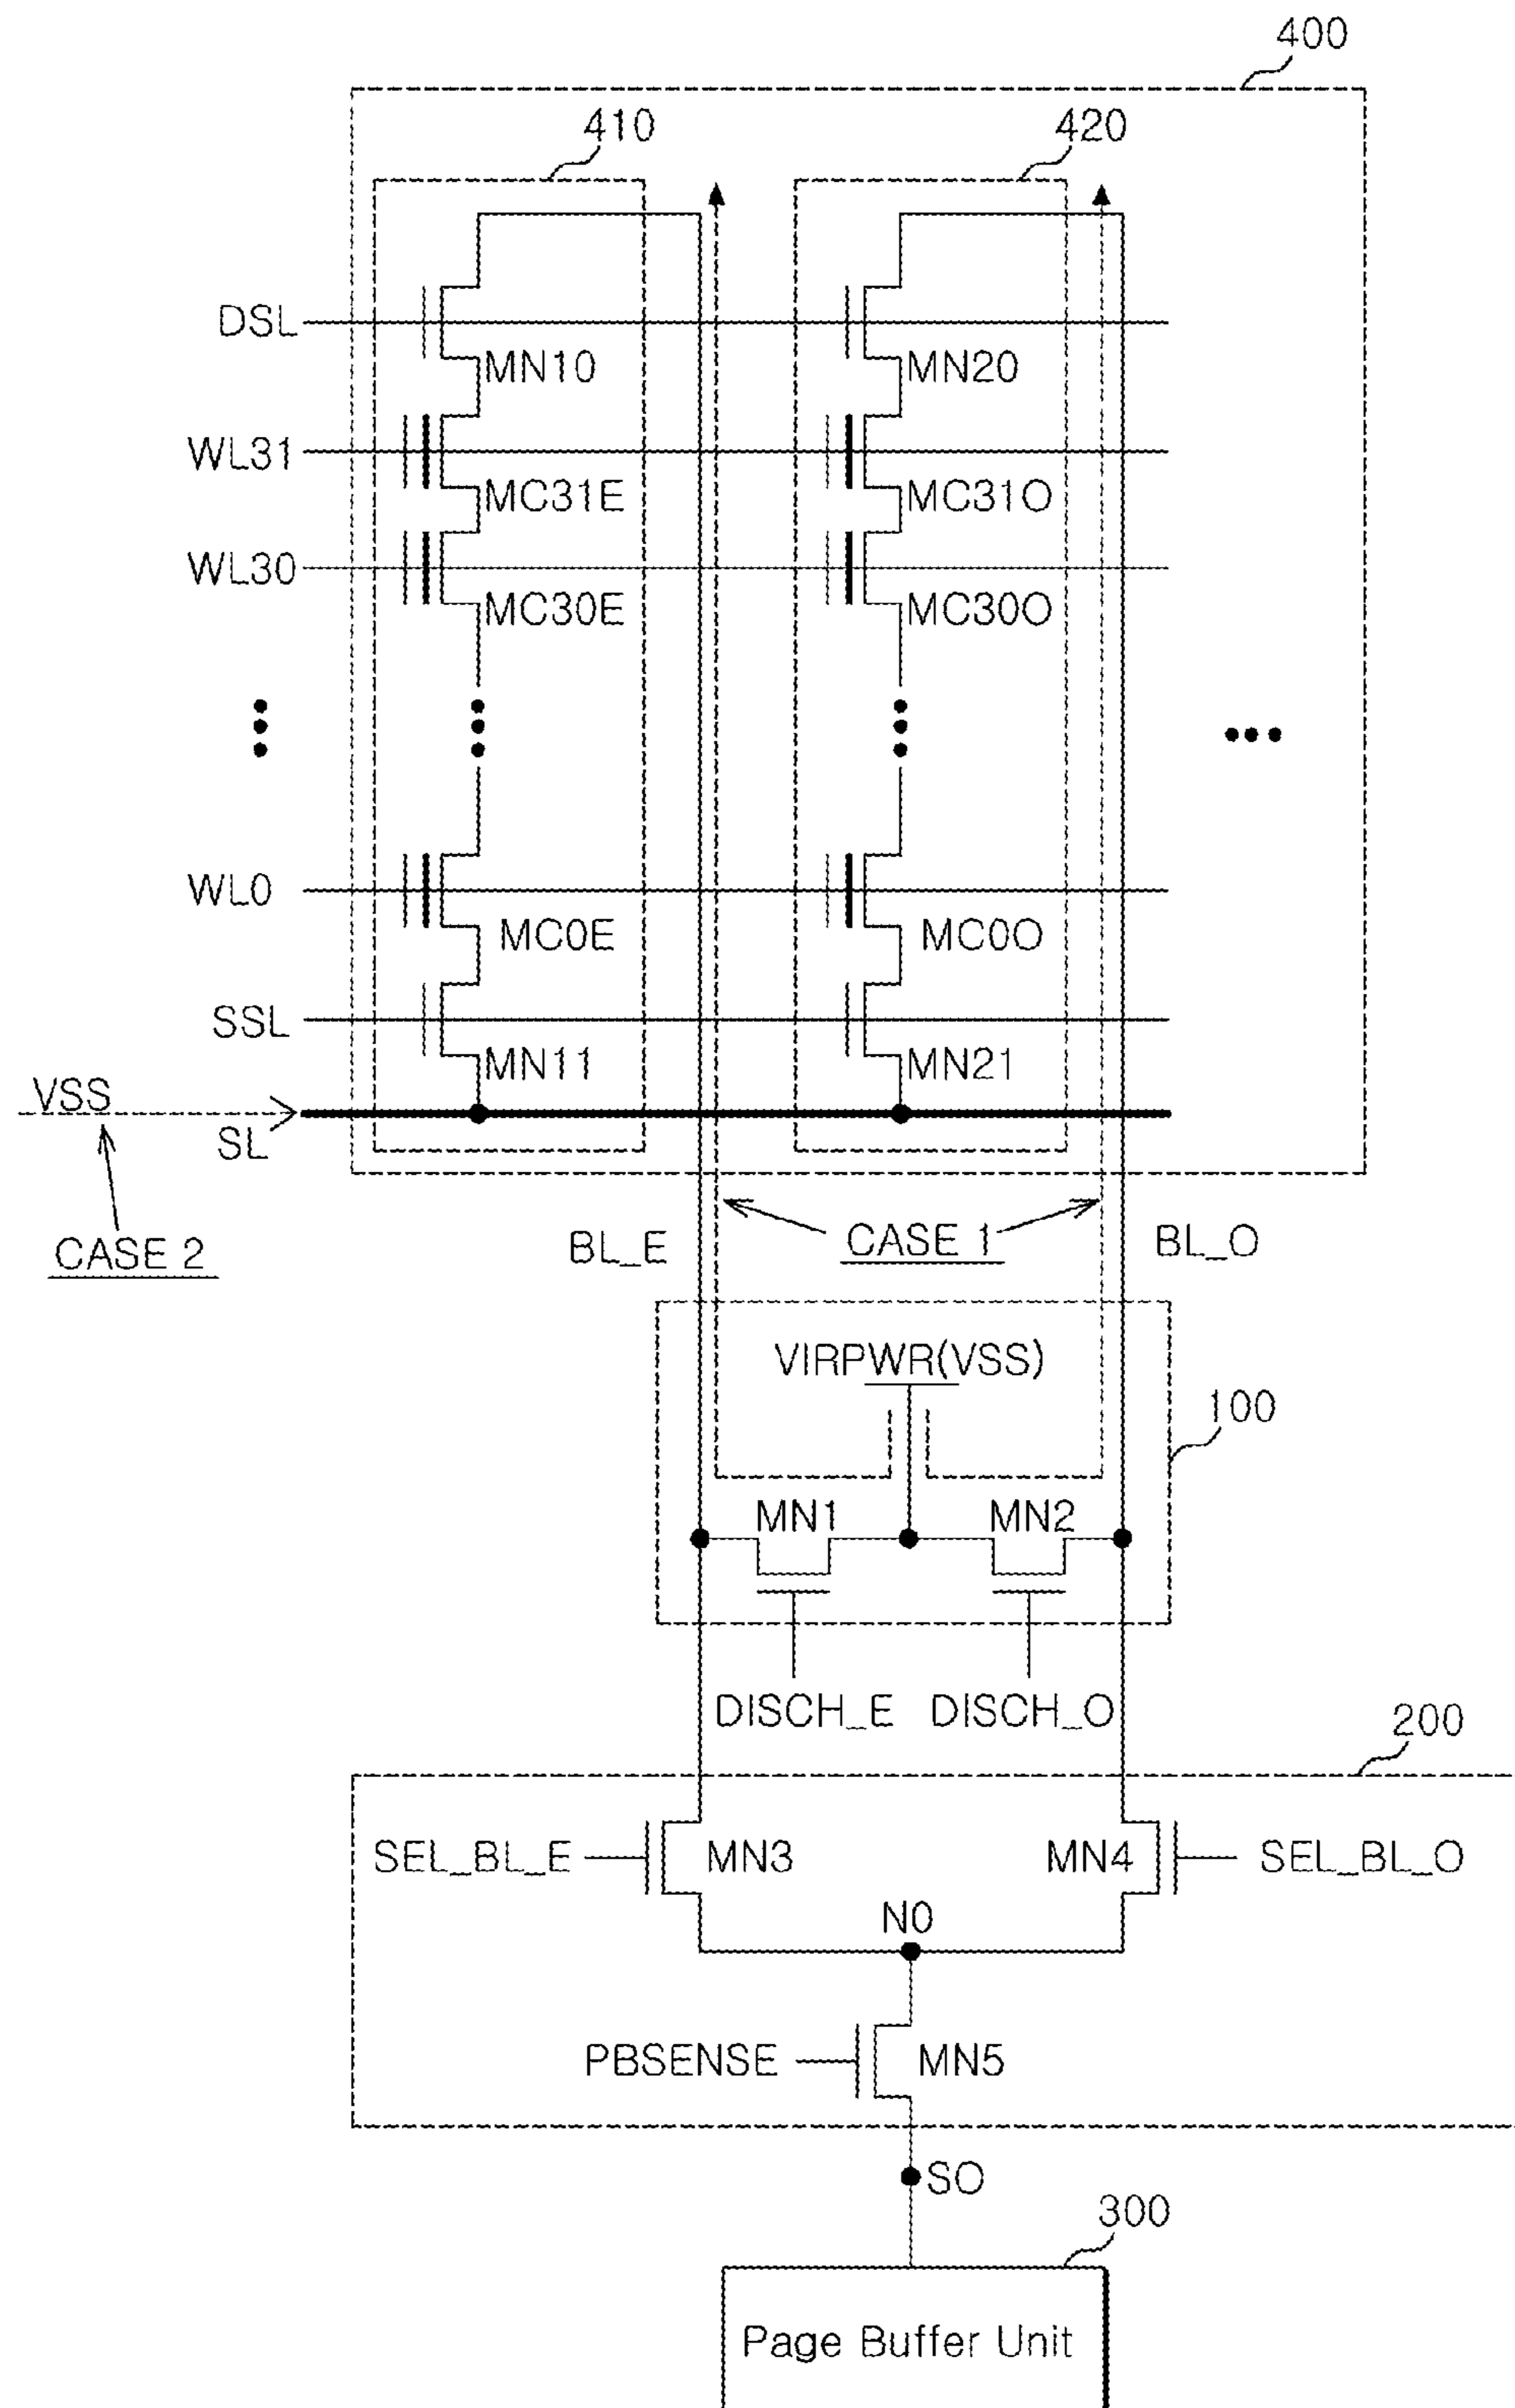 400
410
420
DSL
MN10
MN20
WL31
MC31E
MC31O
WL30
MC30E
MC30O
WL0
MC0E
MC0O
SSL
MN11
MN21
VSS
SL
CASE 2
BL_E
CASE 1
BL_O
VIRPWR(VSS)
100
MN1
MN2
DISCH_E
DISCH_O
200
SEL_BL_E
MN3
MN4
SEL_BL_O
N0
PBSENSE
MN5
SO
300
Page Buffer Unit